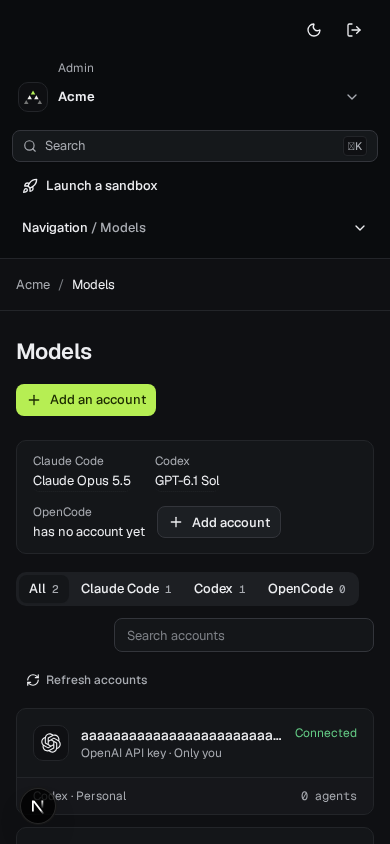 Admin
Acme
Search
K
Launch a sandbox
Navigation / Models
Acme / Models
Models
+ Add an account
Claude Code Codex
Claude Opus 5.5 GPT-6.1 Sol
OpenCode
has no account yet + Add account
All 2 Claude Code 1 Codex 1 OpenCode 0
Search accounts
Refresh accounts
aaaaaaaaaaaaaaaaaaaaaaaaa... Connected
OpenAI API key · Only you
N · Personal 0 agents